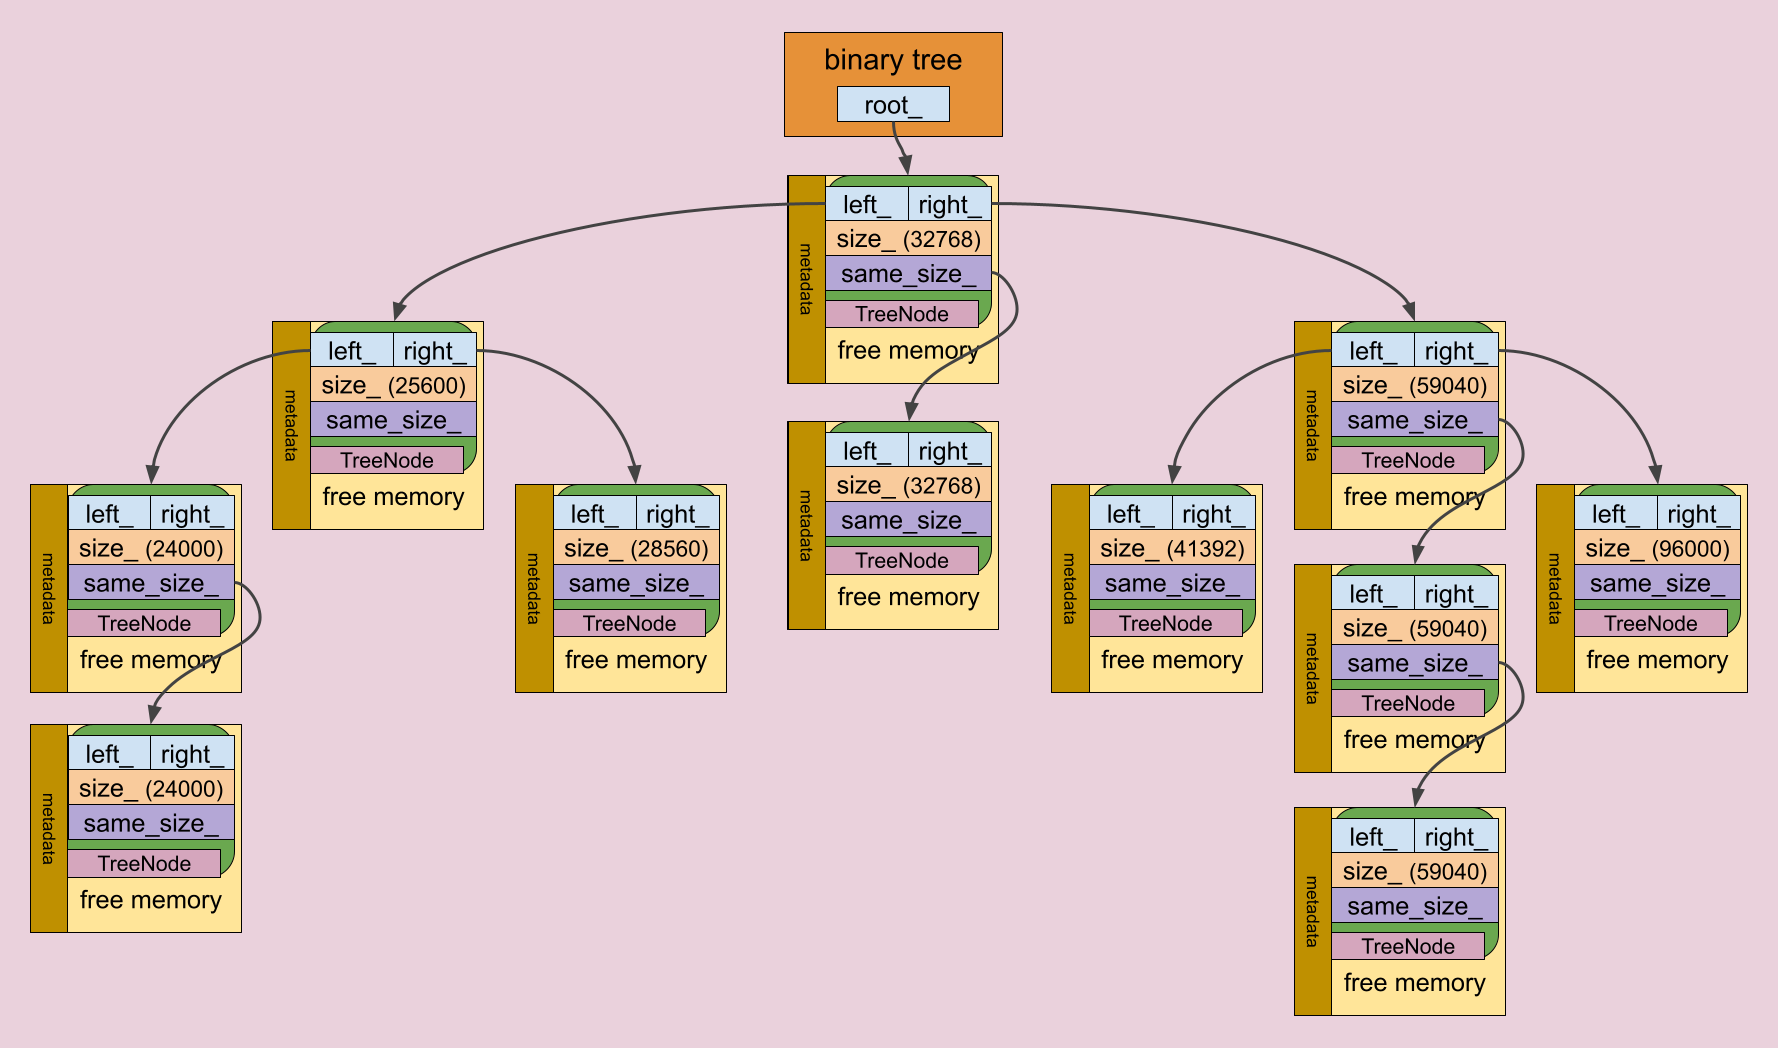 binary tree
root_
metadata
left_ right_
size_ (32768)
same_size_
TreeNode
free memory
metadata
left_ right_
size_ (25600)
same_size_
TreeNode
free memory
metadata
left_ right_
size_ (59040)
same_size_
TreeNode
free memory
metadata
left_ right_
size_ (32768)
same_size_
TreeNode
free memory
metadata
left_ right_
size_ (24000)
same_size_
TreeNode
free memory
metadata
left_ right_
size_ (28560)
same_size_
TreeNode
free memory
metadata
left_ right_
size_ (41392)
same_size_
TreeNode
free memory
metadata
left_ right_
size_ (96000)
same_size_
TreeNode
free memory
metadata
left_ right_
size_ (59040)
same_size_
TreeNode
free memory
metadata
left_ right_
size_ (24000)
same_size_
TreeNode
free memory
metadata
left_ right_
size_ (59040)
same_size_
TreeNode
free memory